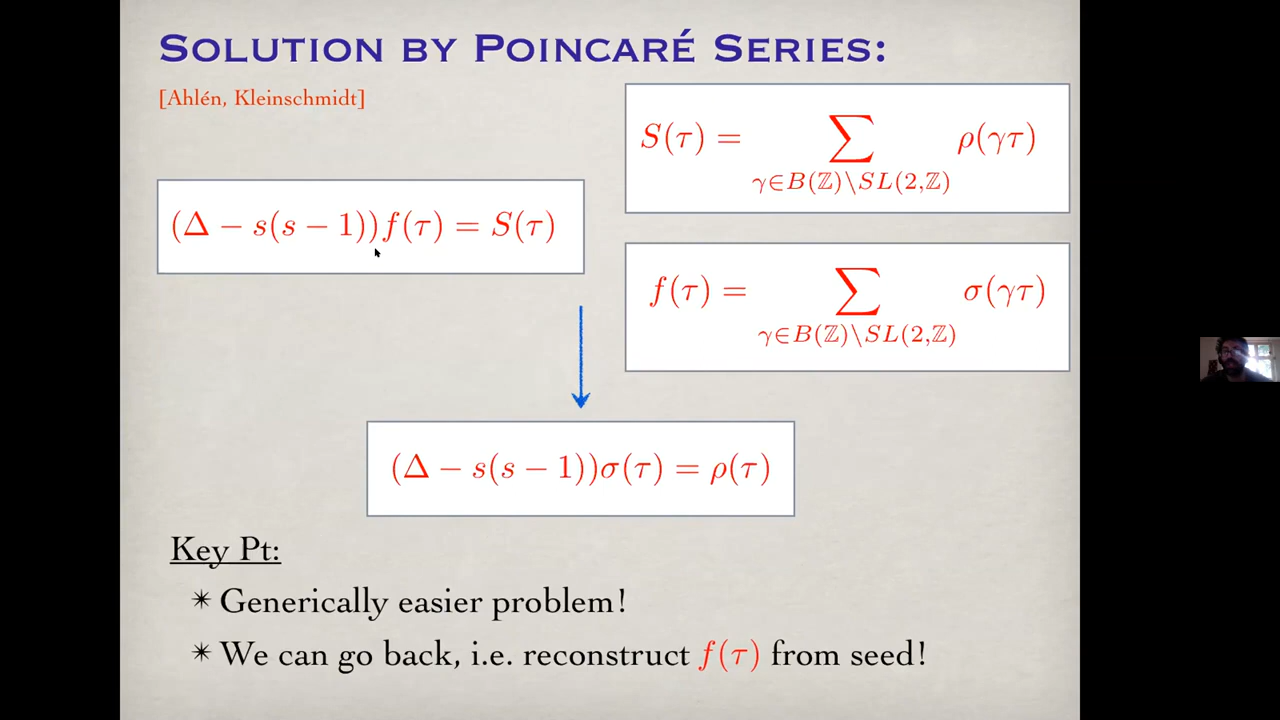 SOLUTION BY POINCARÉ SERIES:
[Ahlén, Kleinschmidt]
S(τ) = ∑ ρ(γτ)
γ∈B(ℤ)\SL(2,ℤ)
(Δ − s(s − 1))f(τ) = S(τ)
f(τ) = ∑ σ(γτ)
γ∈B(ℤ)\SL(2,ℤ)
(Δ − s(s − 1))σ(τ) = ρ(τ)
Key Pt:
✴ Generically easier problem!
✴ We can go back, i.e. reconstruct f(τ) from seed!